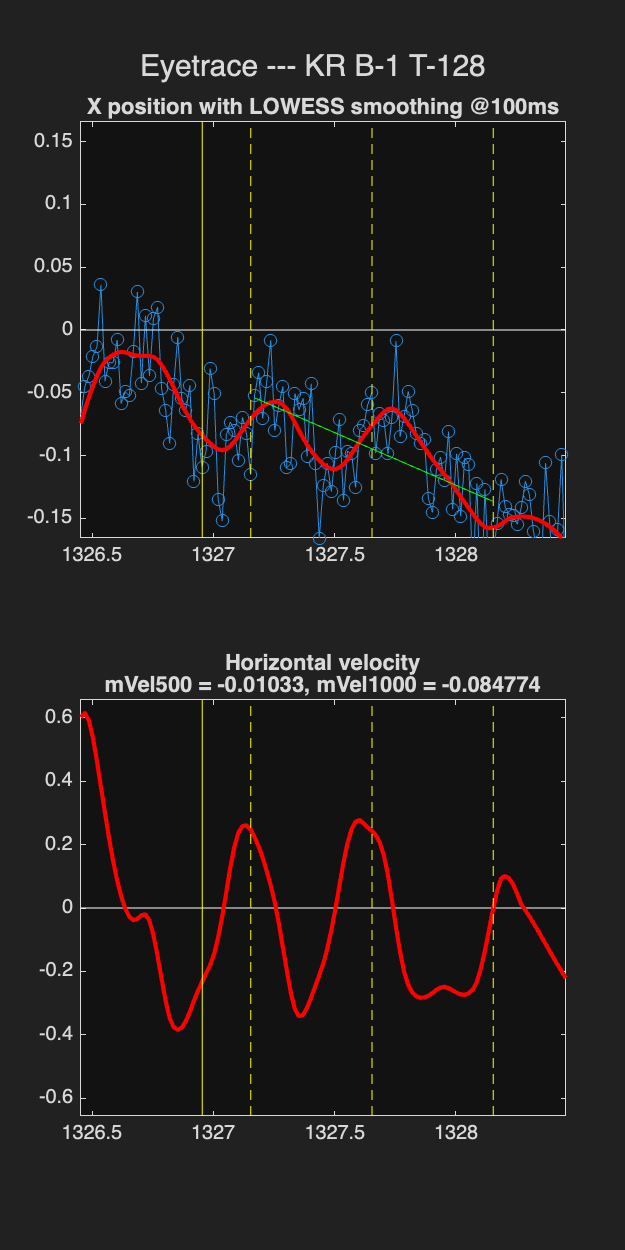 Eyetrace --- KR B-1 T-128
X position with LOWESS smoothing @100ms
0.15
0.1
0.05
0
-0.05
-0.1
-0.15
1326.5 1327 1327.5 1328
Horizontal velocity
mVel500 = -0.01033, mVel1000 = -0.084774
0.6
0.4
0.2
0
-0.2
-0.4
-0.6
1326.5 1327 1327.5 1328